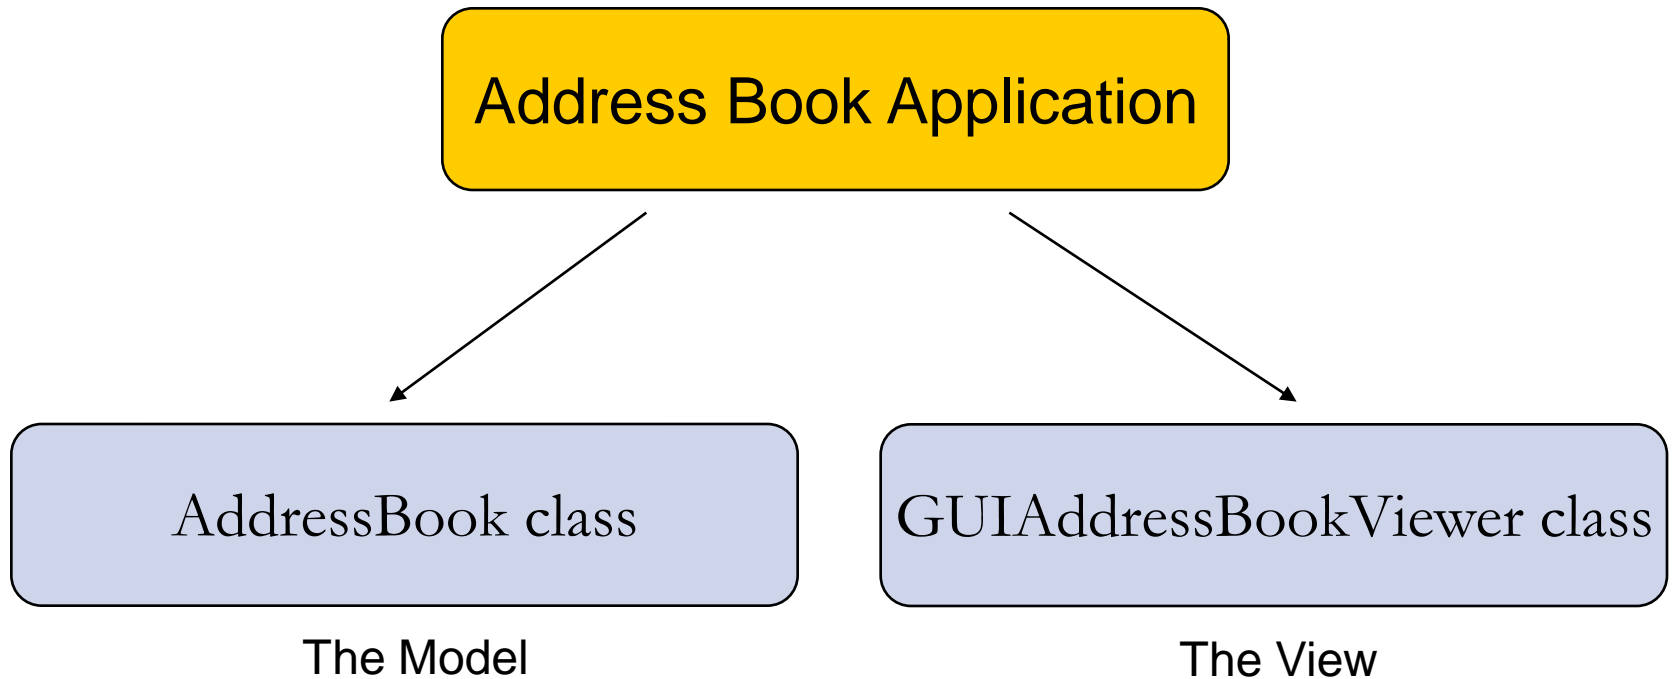 Address Book Application
AddressBook class
GUIAddressBookViewer class
The Model
The View